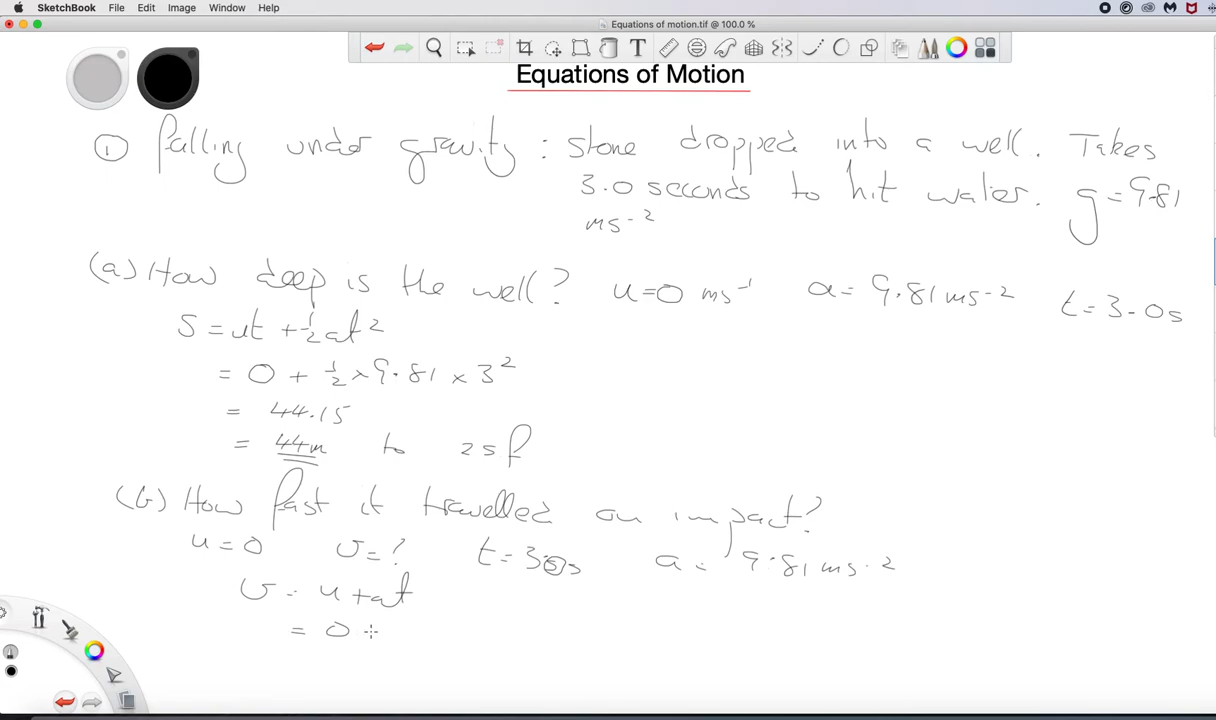 SketchBook File Edit Image Window Help
Equations of motion.tif @ 100.0 %
Equations of Motion
① Falling under gravity : stone dropped into a well. Takes
3.0 seconds to hit water. g = 9.81
ms⁻²
(a) How deep is the well? u=0 ms⁻¹ a= 9.81 ms⁻² t= 3.0s
S = ut + ½at²
= 0 + ½ × 9.81 × 3²
= 44.15
= 44m to 2sf
(b) How fast it travelled on impact?
u = 0 v = ? t = 3.0s a = 9.81 ms⁻²
v = u + at
= 0 +